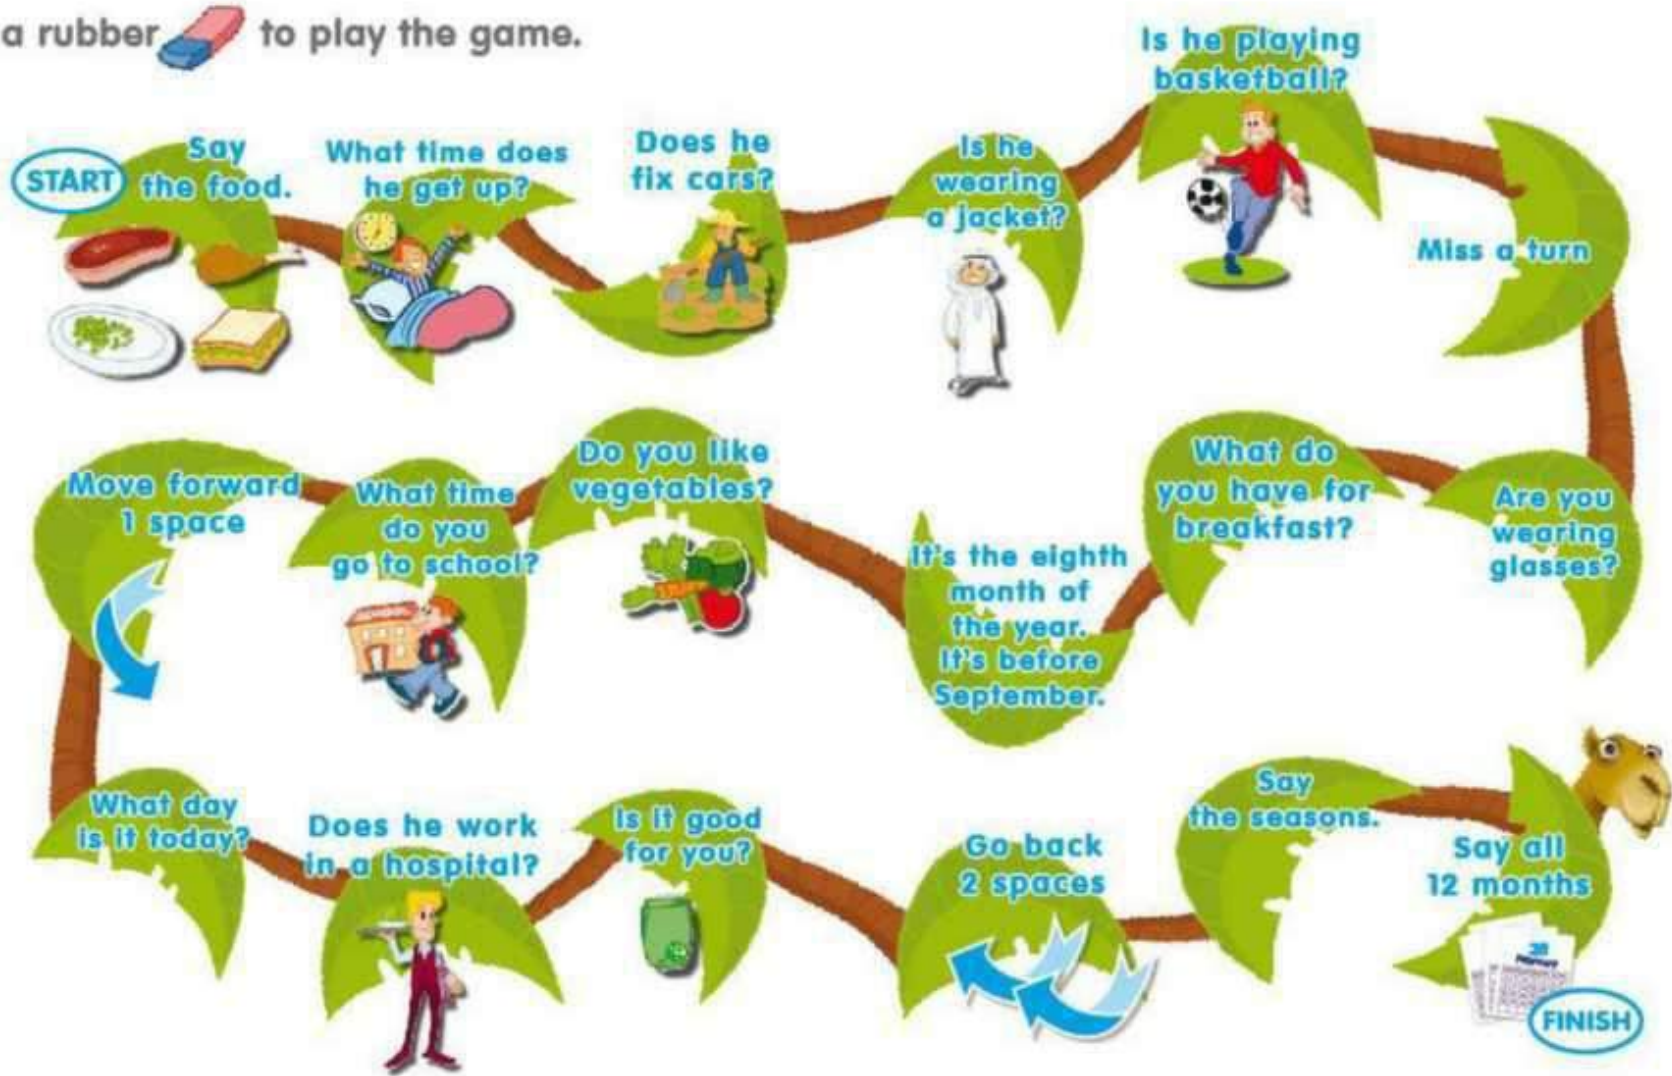 a rubber to play the game.
START
Say
the food.
What time does
he get up?
Does he
fix cars?
Is he
wearing
a jacket?
Is he playing
basketball?
Miss a turn
Are you
wearing
glasses?
What do
you have for
breakfast?
It's the eighth
month of
the year.
It's before
September.
Do you like
vegetables?
What time
do you
go to school?
Move forward
1 space
What day
is it today?
Does he work
in a hospital?
Is it good
for you?
Go back
2 spaces
Say
the seasons.
Say all
12 months
FINISH